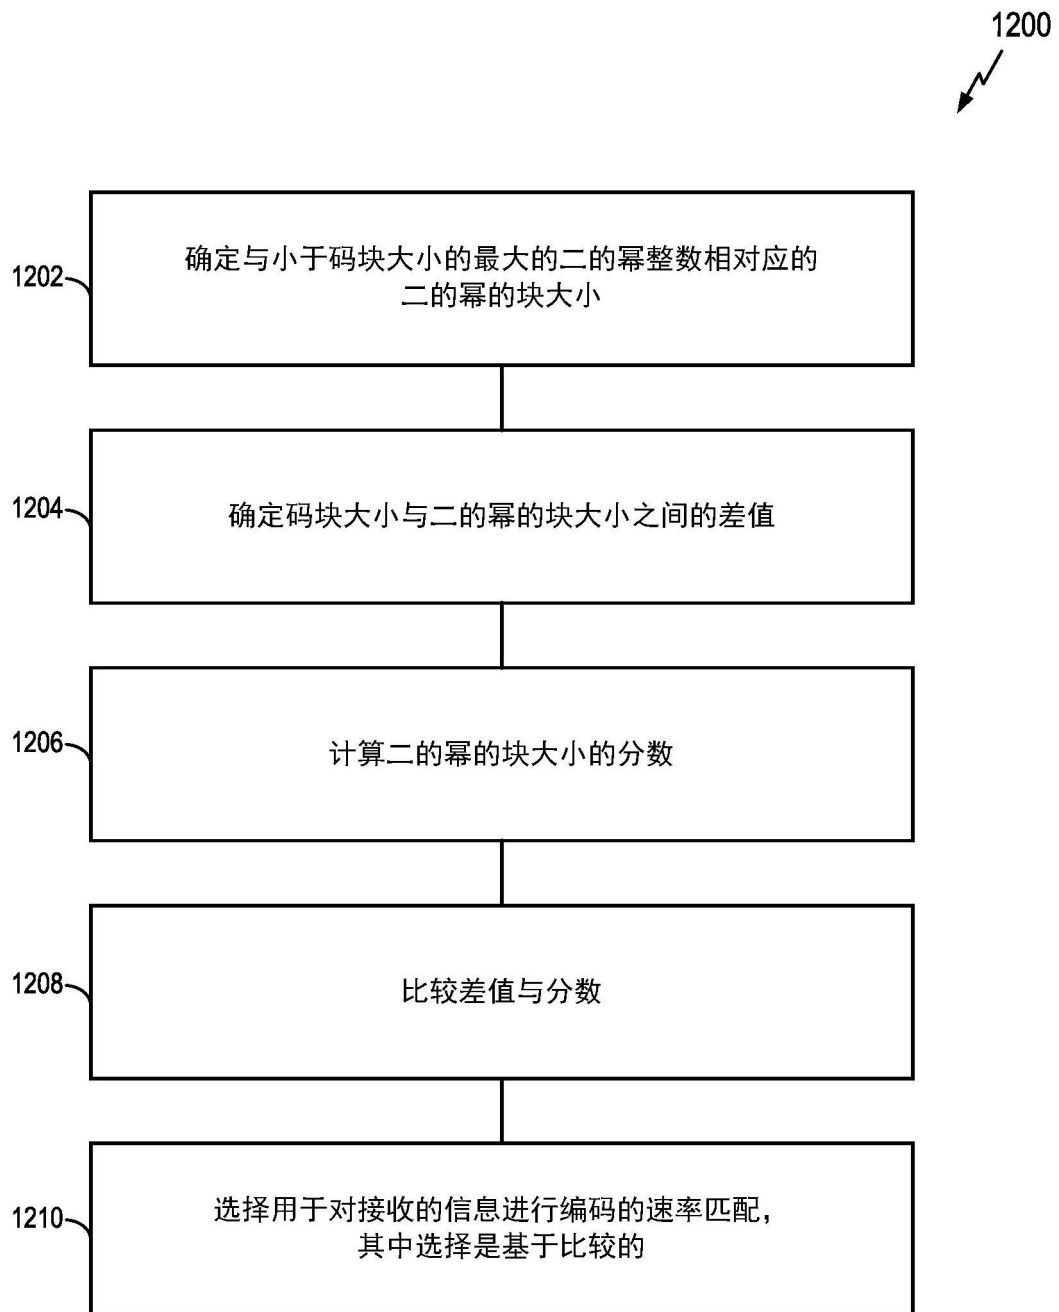 1200
1202
确定与小于码块大小的最大的二的幂整数相对应的
二的幂的块大小
1204
确定码块大小与二的幂的块大小之间的差值
1206
计算二的幂的块大小的分数
1208
比较差值与分数
1210
选择用于对接收的信息进行编码的速率匹配,
其中选择是基于比较的